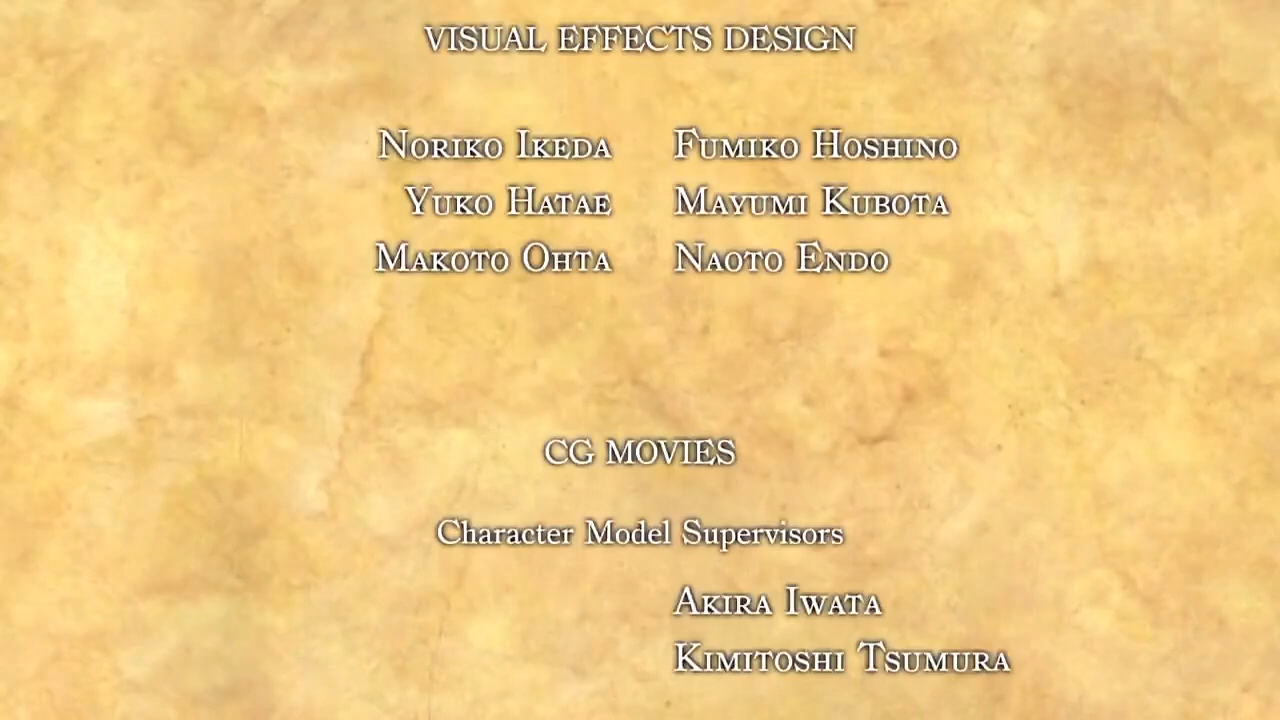 VISUAL EFFECTS DESIGN
Noriko Ikeda Fumiko Hoshino
Yuko Hatae Mayumi Kubota
Makoto Ohta Naoto Endo
CG MOVIES
Character Model Supervisors
Akira Iwata
Kimitoshi Tsumura